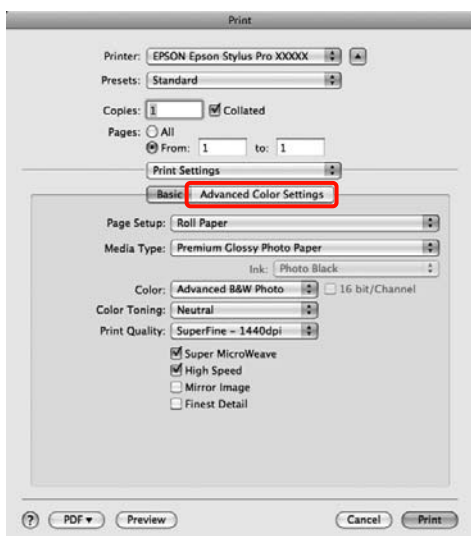 Print
Printer: EPSON Epson Stylus Pro XXXXX
Presets: Standard
Copies: 1 Collated
Pages: All
From: 1 to: 1
Print Settings
Basic Advanced Color Settings
Page Setup: Roll Paper
Media Type: Premium Glossy Photo Paper
Ink: Photo Black
Color: Advanced B&W Photo 16 bit/Channel
Color Toning: Neutral
Print Quality: SuperFine - 1440dpi
Super MicroWeave
High Speed
Mirror Image
Finest Detail
? PDF Preview Cancel Print